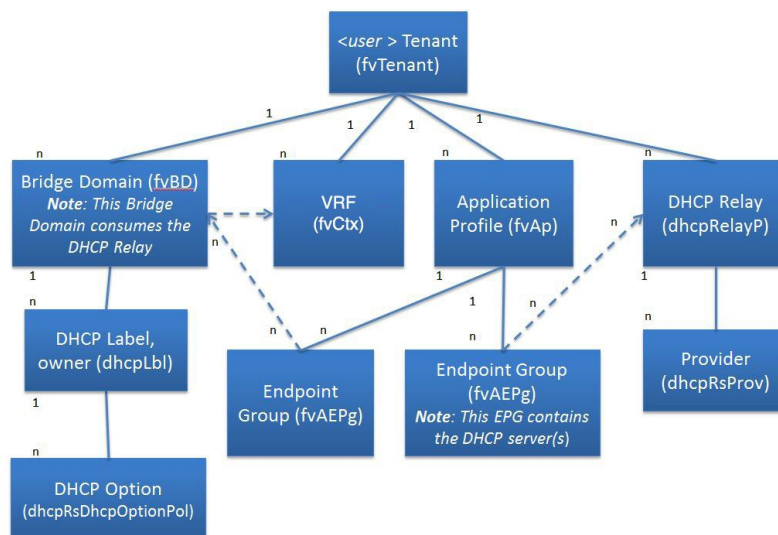 <user > Tenant
(fvTenant)
1
1
1
1
n
n
n
n
Bridge Domain (fvBD)
Note: This Bridge
Domain consumes the
DHCP Relay
VRF
(fvCtx)
Application
Profile (fvAp)
DHCP Relay
(dhcpRelayP)
n
n
1
1
1
1
n
n
n
n
n
n
DHCP Label,
owner (dhcpLbl)
Endpoint
Group (fvAEPg)
Endpoint Group
(fvAEPg)
Note: This EPG contains
the DHCP server(s)
Provider
(dhcpRsProv)
1
n
DHCP Option
(dhcpRsDhcpOptionPol)